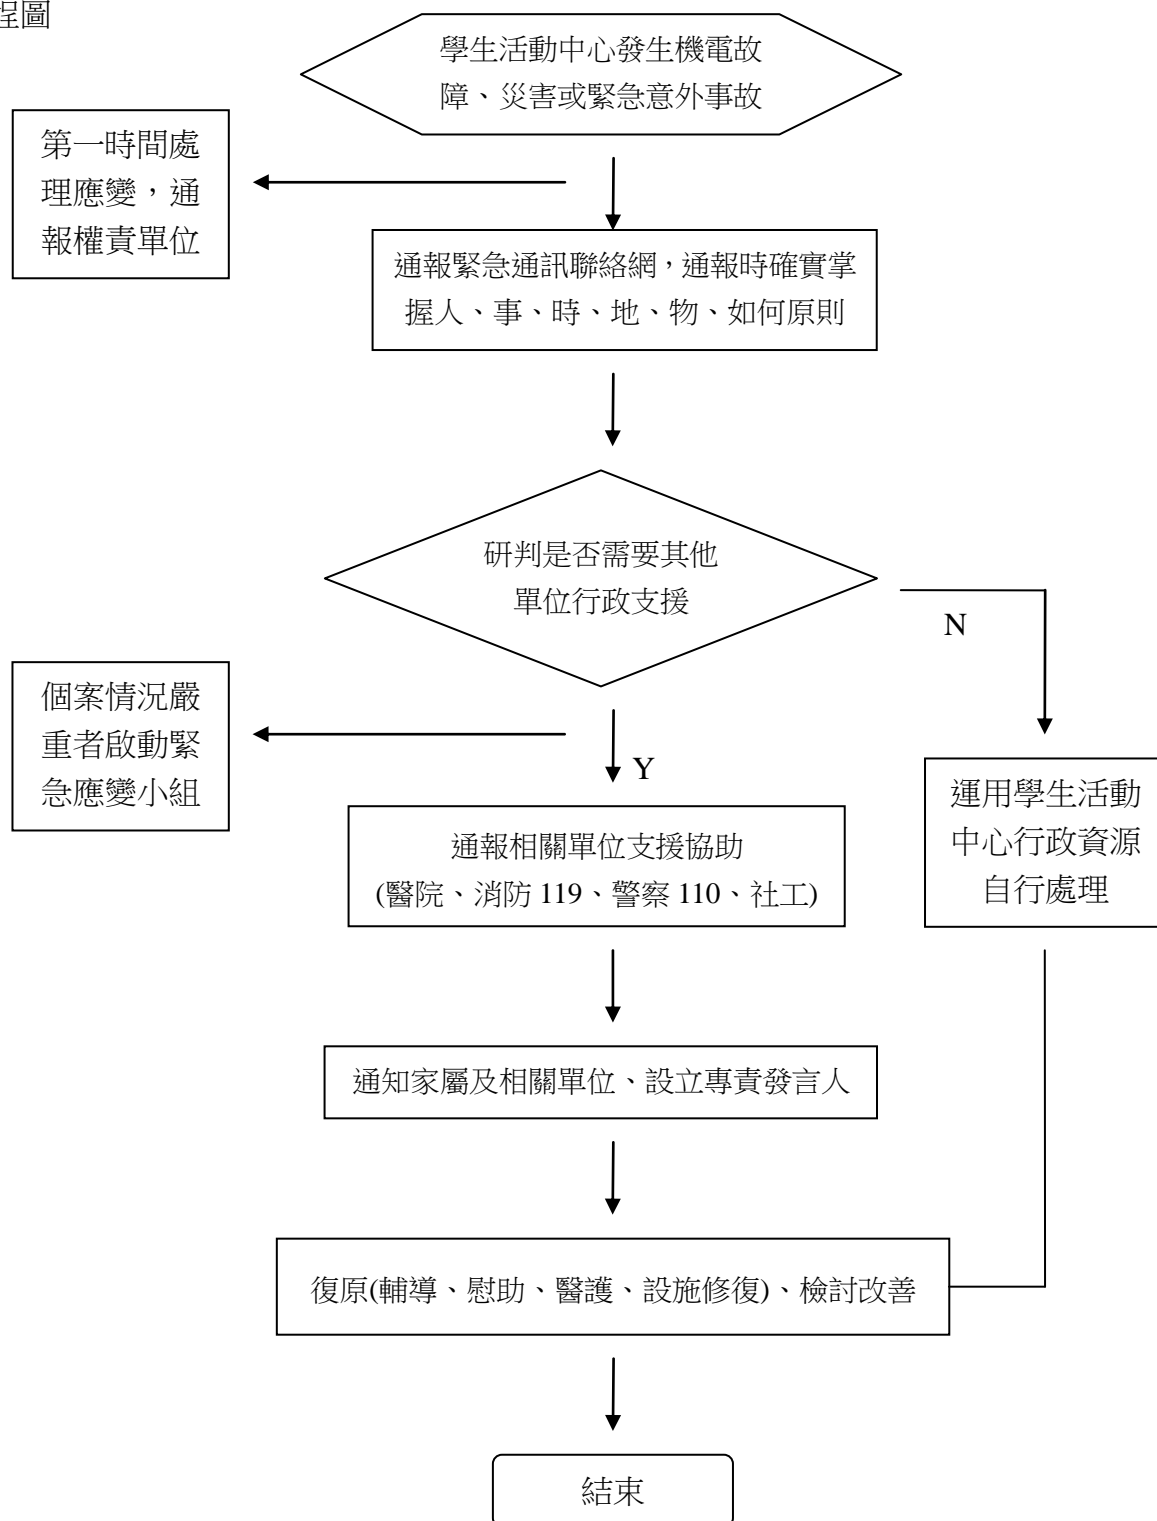 程圖
學生活動中心發生機電故
障、災害或緊急意外事故
第一時間處
理應變，通
報權責單位
通報緊急通訊聯絡網，通報時確實掌
握人、事、時、地、物、如何原則
研判是否需要其他
單位行政支援
N
個案情況嚴
重者啟動緊
急應變小組
Y
運用學生活動
中心行政資源
自行處理
通報相關單位支援協助
(醫院、消防 119、警察 110、社工)
通知家屬及相關單位、設立專責發言人
復原(輔導、慰助、醫護、設施修復)、檢討改善
結束